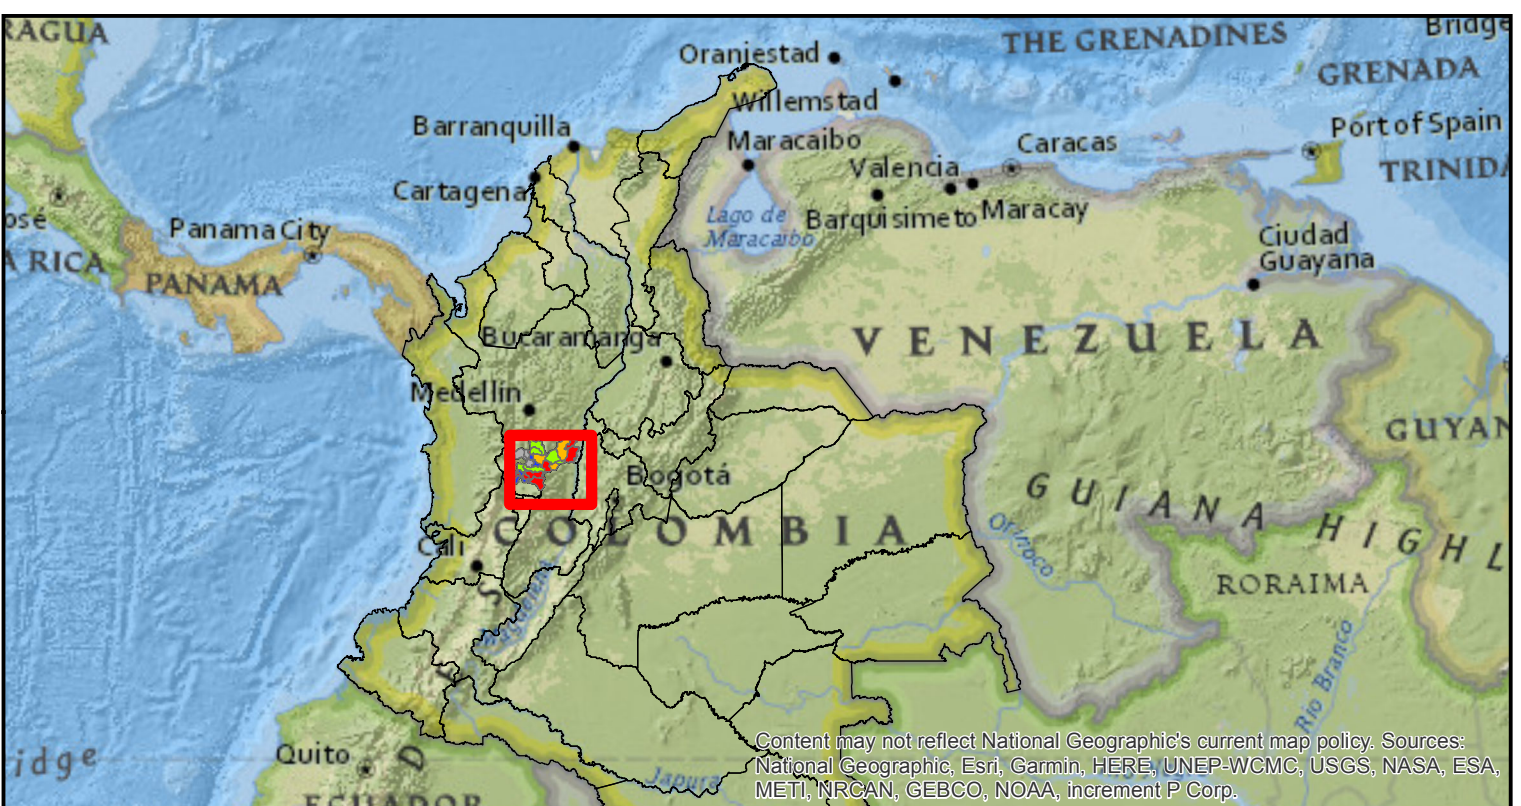 RAGUA
Oranjestad
THE GRENADINES
Bridge
GRENADA
Willemstad
Barranquilla
Maracaibo
Caracas
Port of Spain
Valencia
TRINIDA
Cartagena
Lago de
Maracaibo
Barquisimeto
Maracay
osé
Panama City
Ciudad
Guayana
A RICA
PANAMA
Bucaramanga
VENEZUELA
Medellín
GUYAN
Bogotá
GUIANA HIGHL
COLOMBIA
Orinoco
Cali
RORAIMA
Magdalena
S
E
D
Rio Branco
Quito
idge
Japurá
ECUADOR
Content may not reflect National Geographic's current map policy. Sources:
National Geographic, Esri, Garmin, HERE, UNEP-WCMC, USGS, NASA, ESA,
METI, NRCAN, GEBCO, NOAA, increment P Corp.